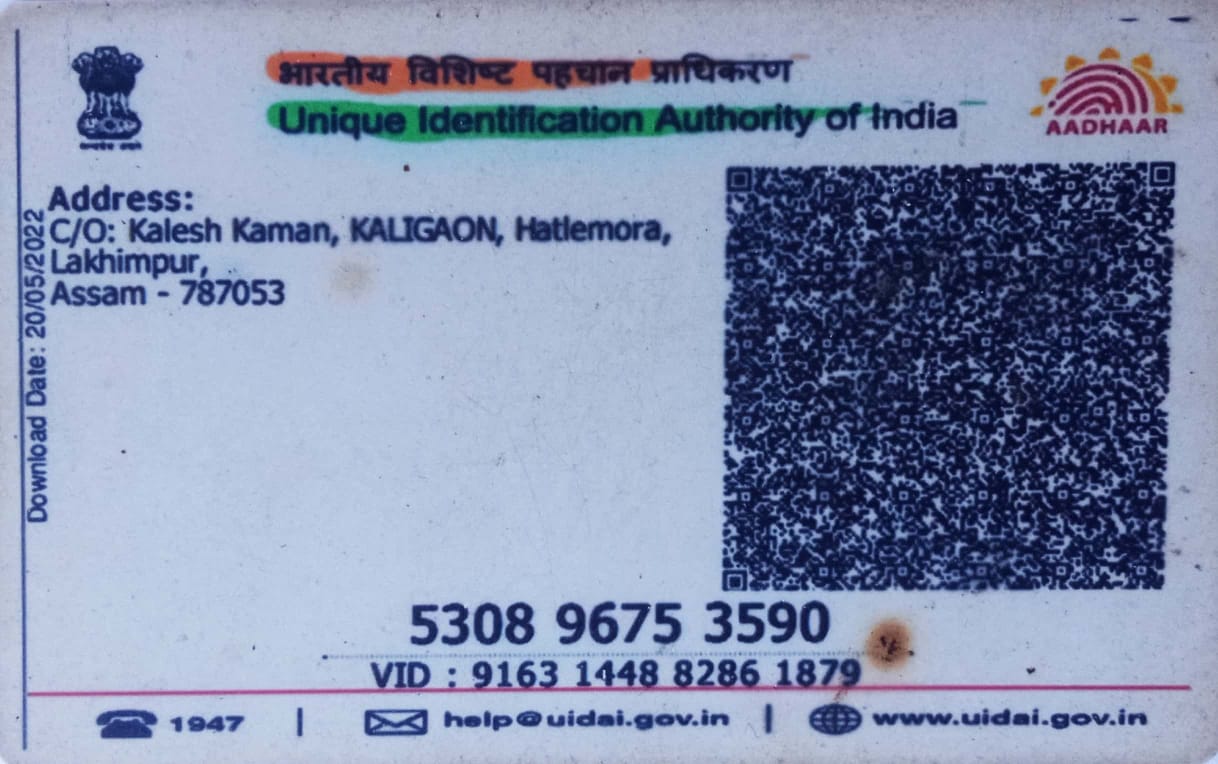 भारतीय विशिष्ट पहचान प्राधिकरण
Unique Identification Authority of India
AADHAAR
Address:
C/O: Kalesh Kaman, KALIGAON, Hatlemora,
Lakhimpur,
Assam - 787053
Download Date: 20/05/2022
5308 9675 3590
VID : 9163 1448 8286 1879
1947 | help@uidai.gov.in | www.uidai.gov.in